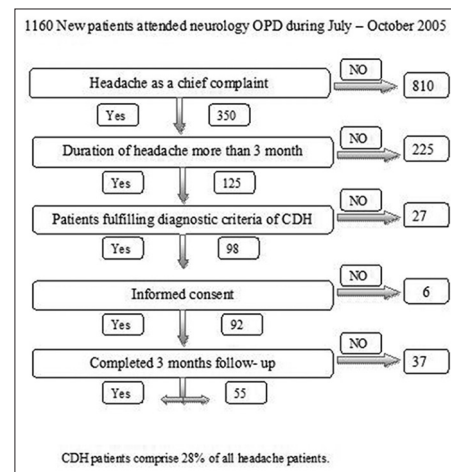 1160 New patients attended neurology OPD during July – October 2005
NO
Headache as a chief complaint
810
Yes
350
NO
Duration of headache more than 3 month
225
Yes
125
NO
Patients fulfilling diagnostic criteria of CDH
27
Yes
98
NO
Informed consent
6
Yes
92
NO
Completed 3 months follow- up
37
Yes
55
CDH patients comprise 28% of all headache patients.